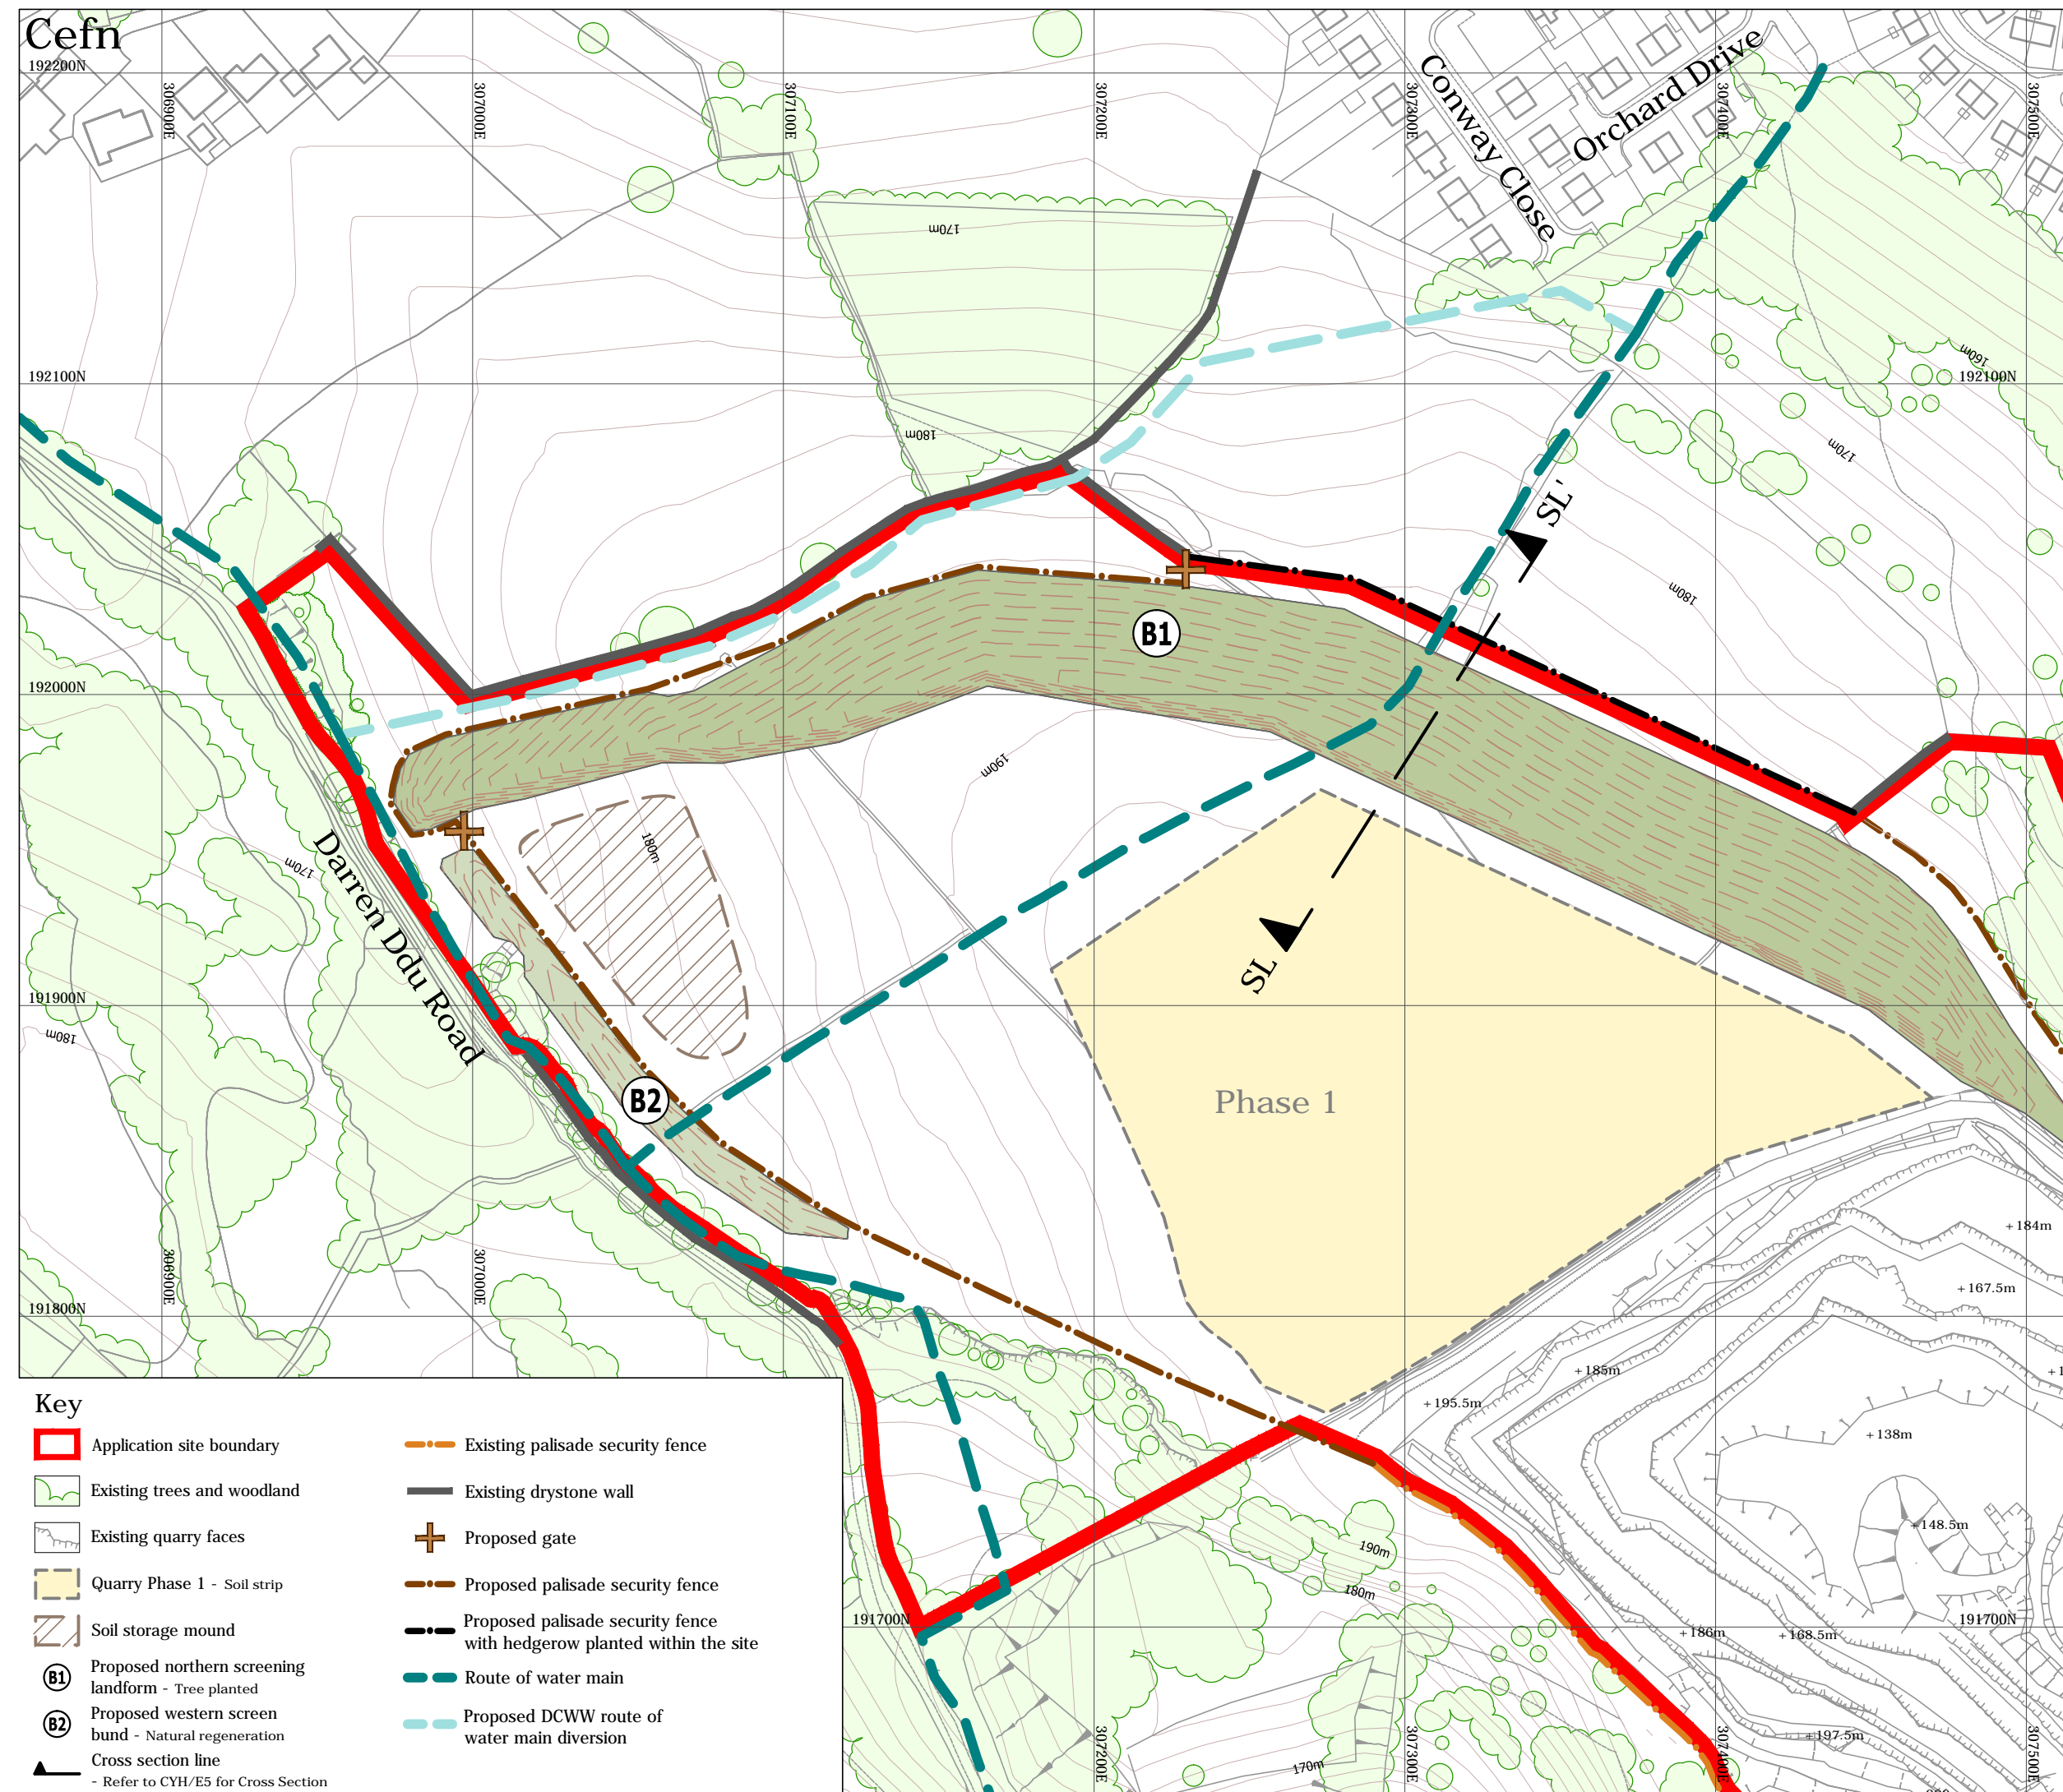 Cefn
192200N
306900E
307000E
307100E
307200E
307300E
307400E
307500E
Conway Close
Orchard Drive
170m
160m
192100N
192100N
170m
180m
SL'
180m
192000N
190m
180m
170m
Darren Ddu Road
B1
SL
191900N
180m
B2
Phase 1
+184m
306900E
307000E
+167.5m
191800N
+185m
+195.5m
+138m
+148.5m
190m
180m
191700N
191700N
+186m
+168.5m
+197.5m
170m
307200E
307300E
307400E
307500E
Key
Application site boundary
Existing trees and woodland
Existing quarry faces
Quarry Phase 1 - Soil strip
Soil storage mound
B1
Proposed northern screening
landform - Tree planted
B2
Proposed western screen
bund - Natural regeneration
Cross section line
- Refer to CYH/E5 for Cross Section
Existing palisade security fence
Existing drystone wall
Proposed gate
Proposed palisade security fence
Proposed palisade security fence
with hedgerow planted within the site
Route of water main
Proposed DCWW route of
water main diversion